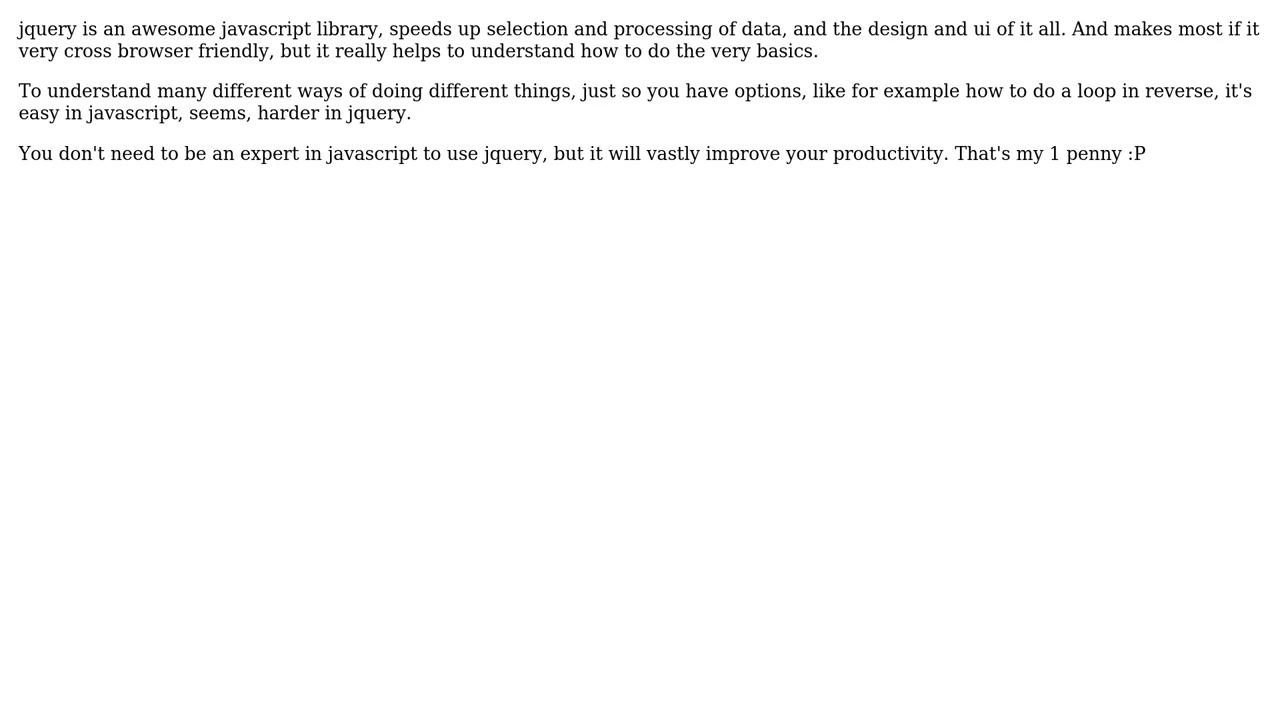 jquery is an awesome javascript library, speeds up selection and processing of data, and the design and ui of it all. And makes most if it
very cross browser friendly, but it really helps to understand how to do the very basics.
To understand many different ways of doing different things, just so you have options, like for example how to do a loop in reverse, it's
easy in javascript, seems, harder in jquery.
You don't need to be an expert in javascript to use jquery, but it will vastly improve your productivity. That's my 1 penny :P